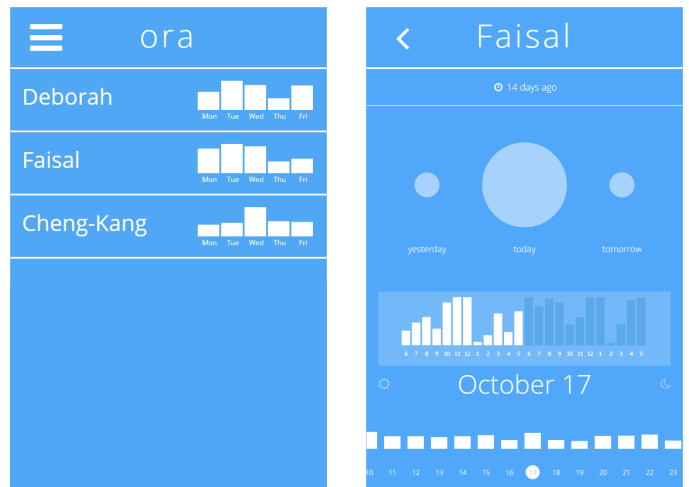 ora
Deborah
Mon Tue Wed Thu Fri
Faisal
Mon Tue Wed Thu Fri
Cheng-Kang
Mon Tue Wed Thu Fri
Faisal
14 days ago
yesterday today tomorrow
6 7 8 9 10 11 12 1 2 3 4 5 6 7 8 9 10 11 12 1 2 3 4 5
October 17
10 11 12 13 14 15 16 17 18 19 20 21 22 23